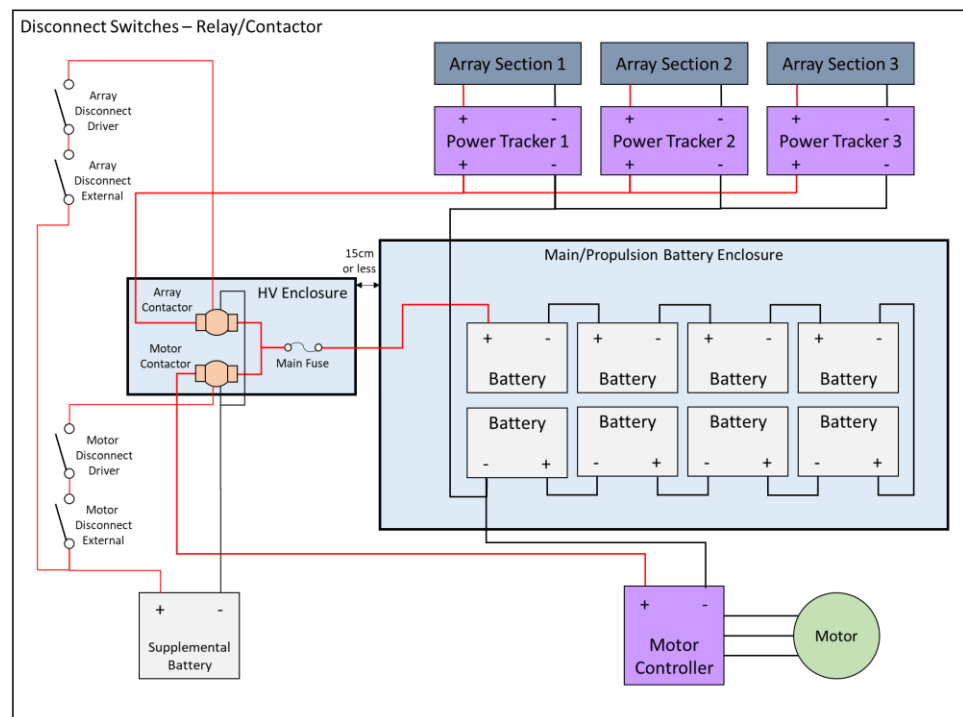 Disconnect Switches – Relay/Contactor
Array Section 1
Array Section 2
Array Section 3
+ -
Power Tracker 1
+ -
+ -
Power Tracker 2
+ -
+ -
Power Tracker 3
+ -
Array
Disconnect
Driver
Array
Disconnect
External
15cm
or less
Main/Propulsion Battery Enclosure
HV Enclosure
Array
Contactor
Motor
Contactor
Main Fuse
+ -
Battery
+ -
Battery
+ -
Battery
+ -
Battery
Battery
- +
Battery
- +
Battery
- +
Battery
- +
Motor
Disconnect
Driver
Motor
Disconnect
External
+ -
Supplemental
Battery
+ -
Motor
Controller
Motor